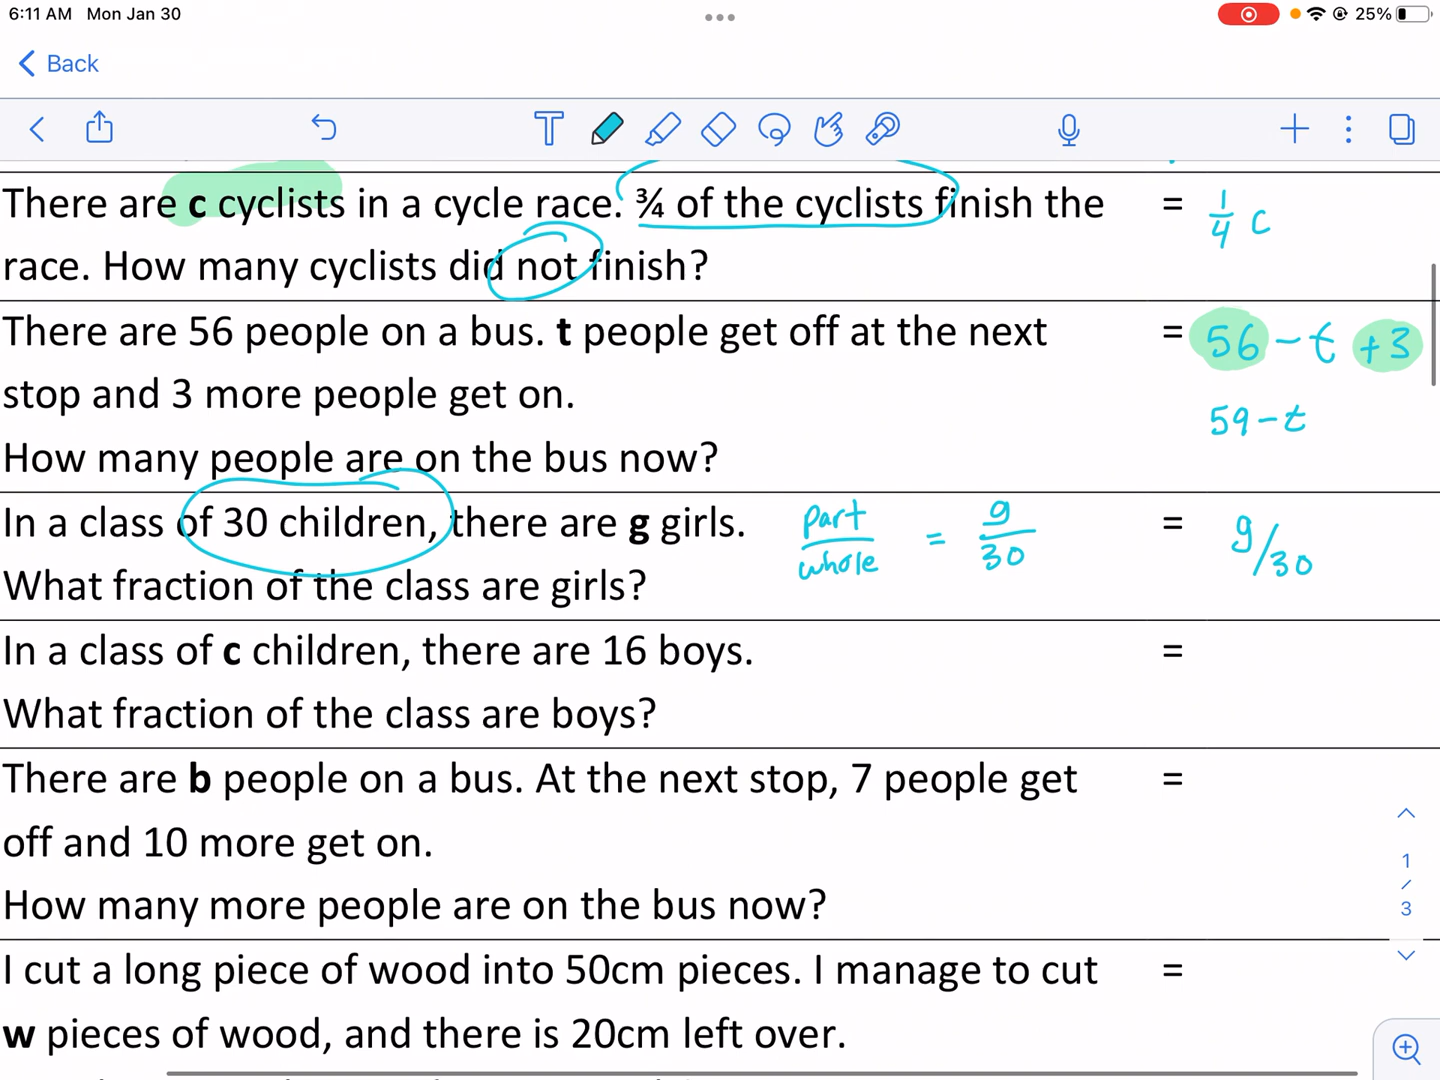 6:11 AM Mon Jan 30
25%
Back
There are c cyclists in a cycle race. ¾ of the cyclists finish the = 1/4 c
race. How many cyclists did not finish?
There are 56 people on a bus. t people get off at the next = 56 - t + 3
stop and 3 more people get on. 59 - t
How many people are on the bus now?
In a class of 30 children, there are g girls. part/whole = g/30 = g/30
What fraction of the class are girls?
In a class of c children, there are 16 boys. =
What fraction of the class are boys?
There are b people on a bus. At the next stop, 7 people get =
off and 10 more get on.
How many more people are on the bus now?
1
/
3
I cut a long piece of wood into 50cm pieces. I manage to cut =
w pieces of wood, and there is 20cm left over.